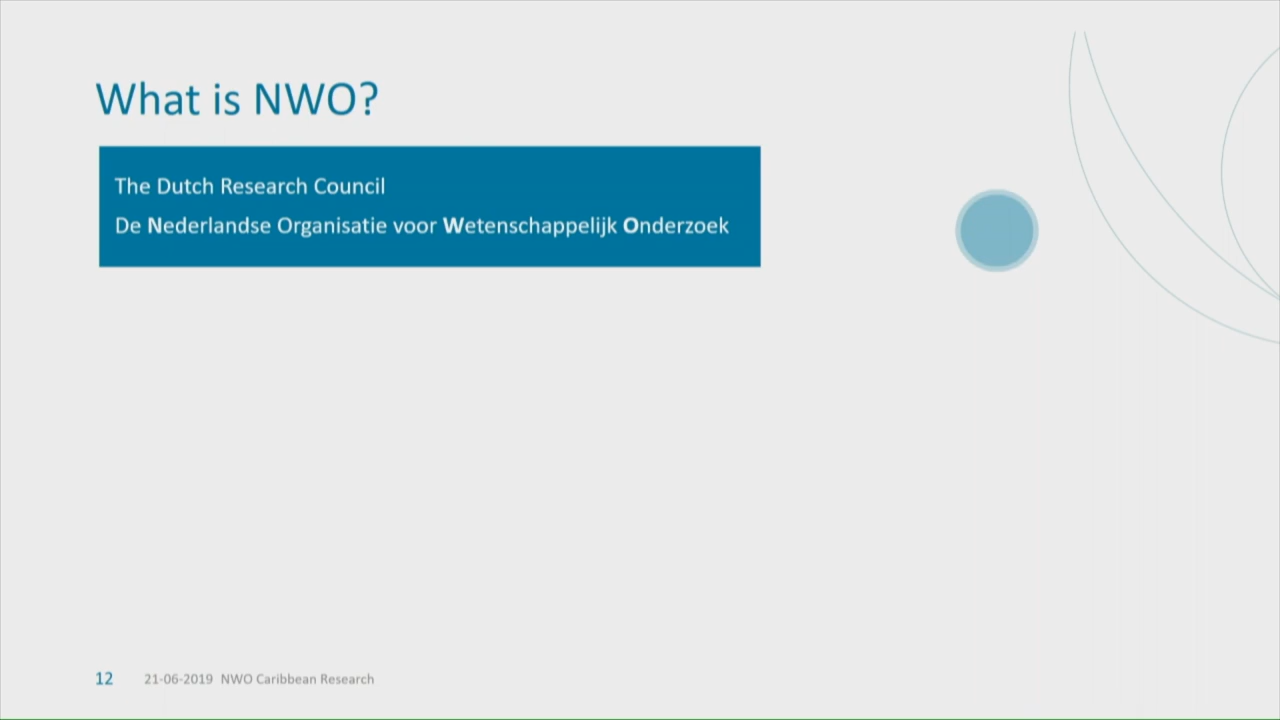 What is NWO?
The Dutch Research Council
De Nederlandse Organisatie voor Wetenschappelijk Onderzoek
12 21-06-2019 NWO Caribbean Research